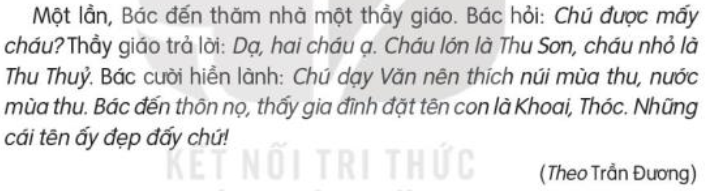 Một lần, Bác đến thăm nhà một thầy giáo. Bác hỏi: Chú được mấy
cháu? Thầy giáo trả lời: Dạ, hai cháu ạ. Cháu lớn là Thu Sơn, cháu nhỏ là
Thu Thuỷ. Bác cười hiền lành: Chú dạy Văn nên thích núi mùa thu, nước
mùa thu. Bác đến thôn nọ, thấy gia đình đặt tên con là Khoai, Thóc. Những
cái tên ấy đẹp đấy chứ!
KẾT NỐI TRI THỨC
(Theo Trần Đương)